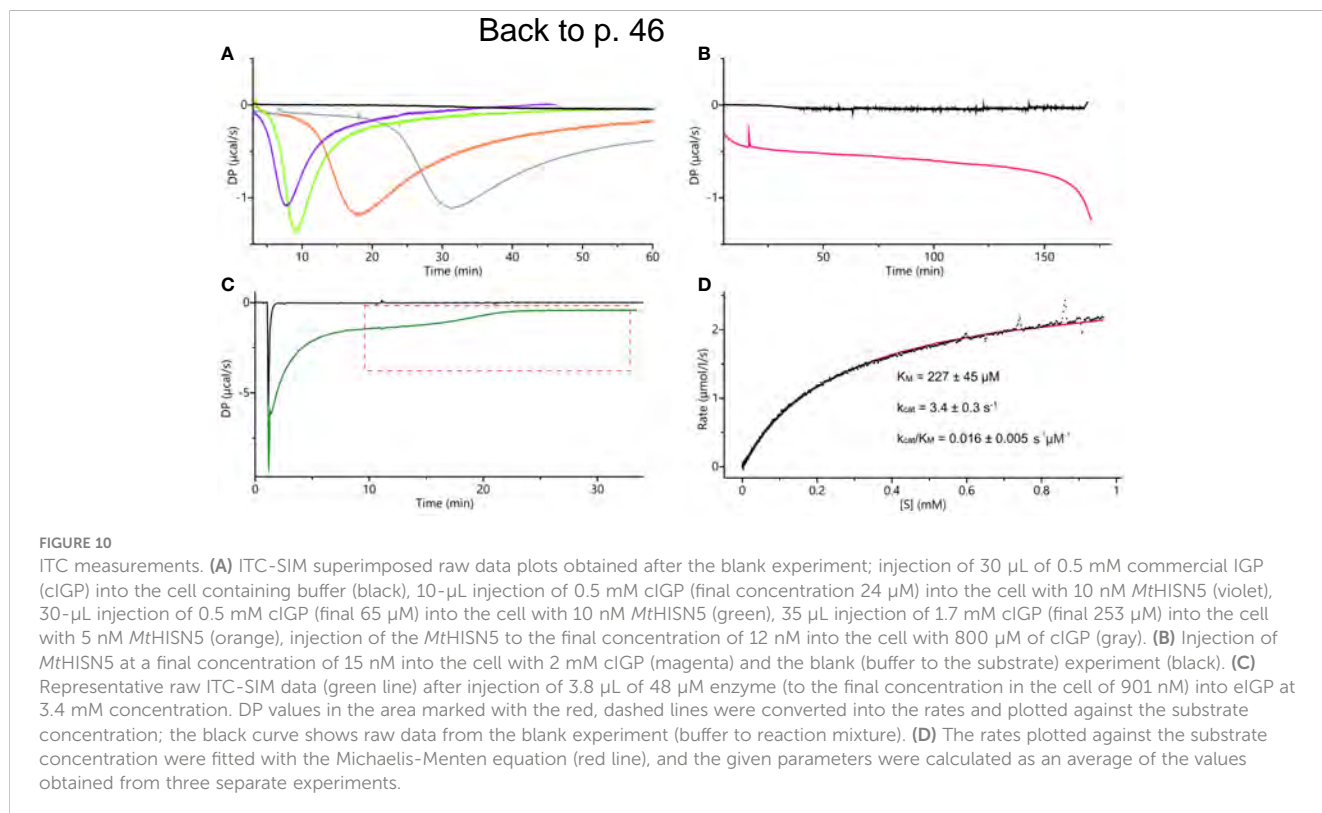 Back to p. 46
A
B
0
-1
DP (µcal/s)
10
20
30
40
50
60
Time (min)
0
-1
DP (µcal/s)
50
100
150
Time (min)
C
D
0
-5
DP (µcal/s)
0
10
20
30
Time (min)
2
1
0
Rate (µmol/l/s)
KM = 227 ± 45 µM
kcat = 3.4 ± 0.3 s⁻¹
kcat/KM = 0.016 ± 0.005 s⁻¹µM⁻¹
0
0.2
0.4
0.6
0.8
1
[S] (mM)
FIGURE 10
ITC measurements. (A) ITC-SIM superimposed raw data plots obtained after the blank experiment; injection of 30 µL of 0.5 mM commercial IGP
(cIGP) into the cell containing buffer (black), 10-µL injection of 0.5 mM cIGP (final concentration 24 µM) into the cell with 10 nM MtHISN5 (violet),
30-µL injection of 0.5 mM cIGP (final 65 µM) into the cell with 10 nM MtHISN5 (green), 35 µL injection of 1.7 mM cIGP (final 253 µM) into the cell
with 5 nM MtHISN5 (orange), injection of the MtHISN5 to the final concentration of 12 nM into the cell with 800 µM of cIGP (gray). (B) Injection of
MtHISN5 at a final concentration of 15 nM into the cell with 2 mM cIGP (magenta) and the blank (buffer to the substrate) experiment (black). (C)
Representative raw ITC-SIM data (green line) after injection of 3.8 µL of 48 µM enzyme (to the final concentration in the cell of 901 nM) into eIGP at
3.4 mM concentration. DP values in the area marked with the red, dashed lines were converted into the rates and plotted against the substrate
concentration; the black curve shows raw data from the blank experiment (buffer to reaction mixture). (D) The rates plotted against the substrate
concentration were fitted with the Michaelis-Menten equation (red line), and the given parameters were calculated as an average of the values
obtained from three separate experiments.